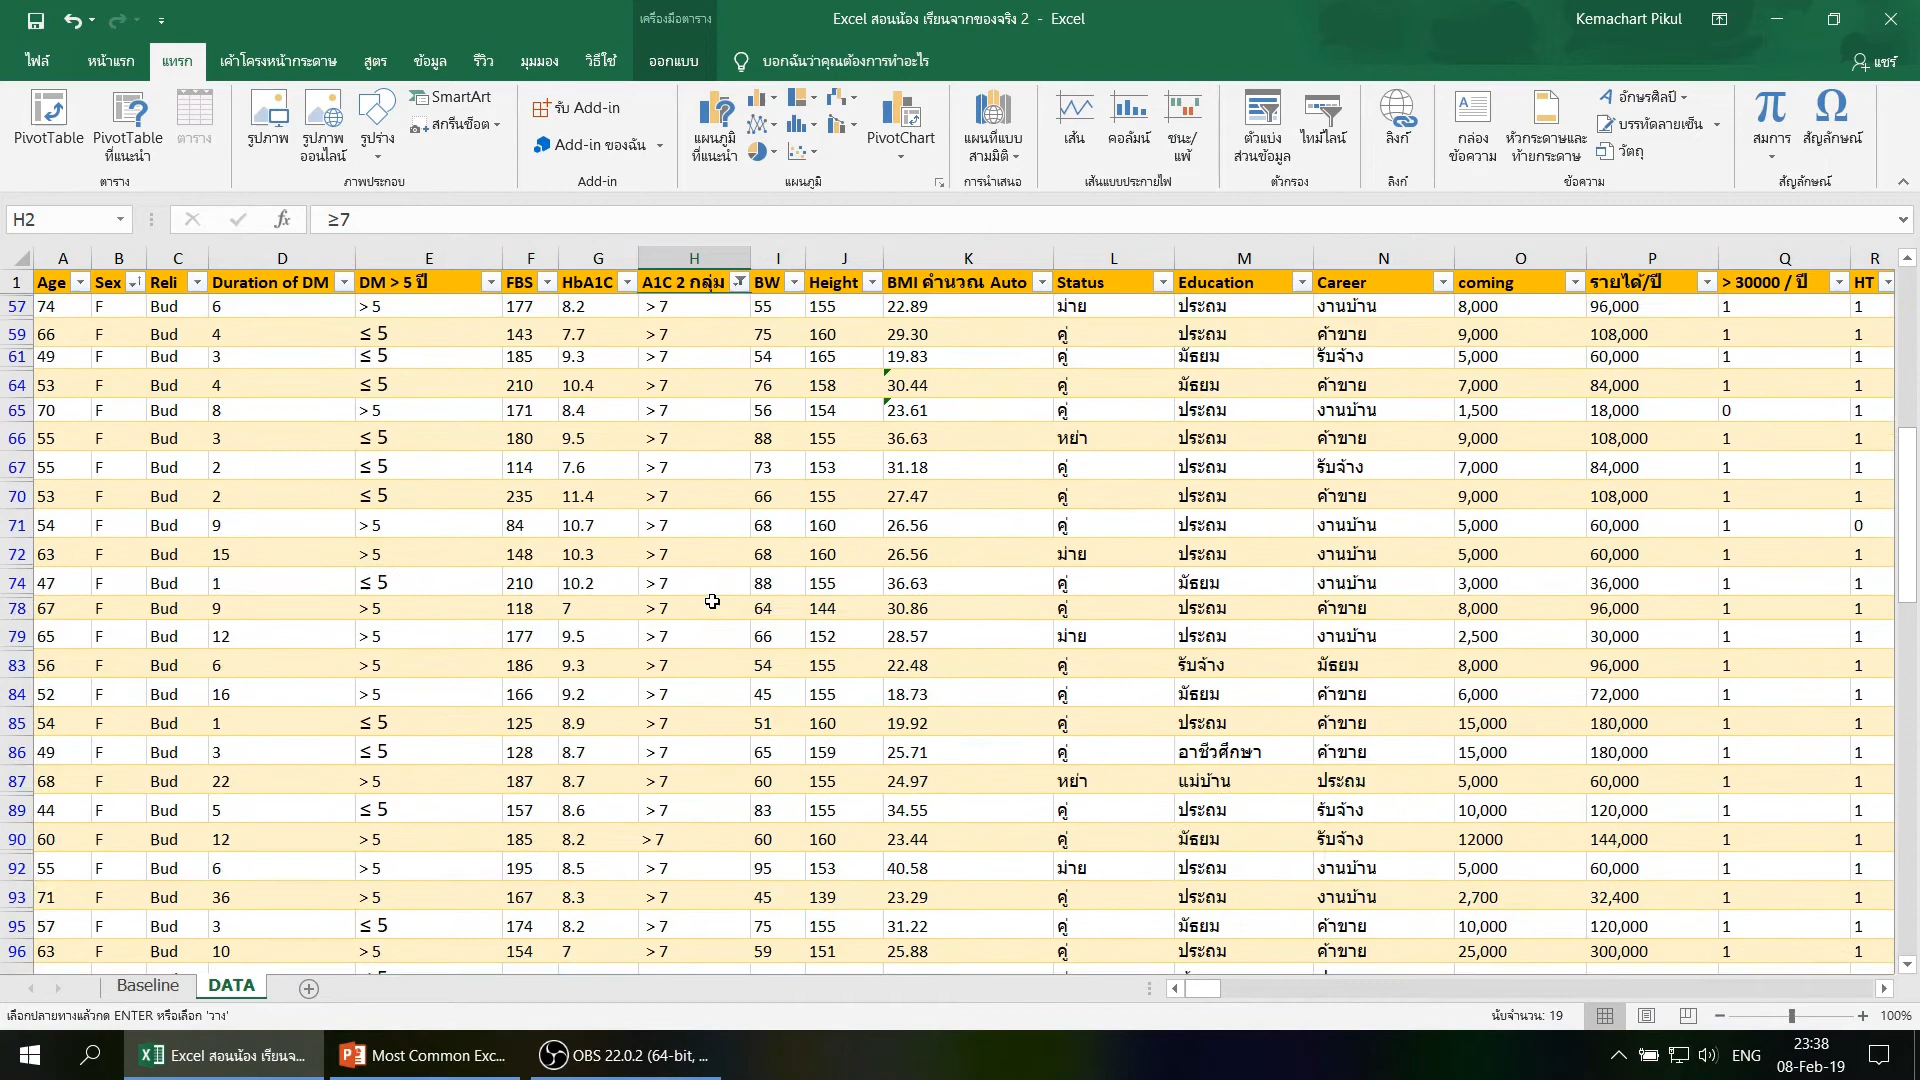 เครื่องมือตาราง
Excel สอนน้อง เรียนจากของจริง 2 - Excel
Kemachart Pikul
ไฟล์ หน้าแรก แทรก เค้าโครงหน้ากระดาษ สูตร ข้อมูล รีวิว มุมมอง วิธีใช้ ออกแบบ บอกฉันว่าคุณต้องการทำอะไร แชร์
PivotTable
PivotTable ที่แนะนำ
ตาราง
ตาราง
รูปภาพ
รูปภาพ ออนไลน์
รูปร่าง
SmartArt
สกรีนช็อต
ภาพประกอบ
รับ Add-in
Add-in ของฉัน
Add-in
แผนภูมิ ที่แนะนำ
PivotChart
แผนภูมิ
แผนที่แบบ สามมิติ
การนำเสนอ
เส้น
คอลัมน์
ชนะ/ แพ้
เส้นแบบประกายไฟ
ตัวแบ่ง ส่วนข้อมูล
ไทม์ไลน์
ตัวกรอง
ลิงก์
ลิงก์
กล่อง ข้อความ
หัวกระดาษและ ท้ายกระดาษ
อักษรศิลป์
บรรทัดลายเซ็น
วัตถุ
ข้อความ
สมการ
สัญลักษณ์
สัญลักษณ์
H2 fx ≥7
A B C D E F G H I J K L M N O P Q R
1 Age Sex Reli Duration of DM DM > 5 ปี FBS HbA1C A1C 2 กลุ่ม BW Height BMI คำนวณ Auto Status Education Career coming รายได้/ปี > 30000 / ปี HT
57 74 F Bud 6 > 5 177 8.2 > 7 55 155 22.89 ม่าย ประถม งานบ้าน 8,000 96,000 1 1
59 66 F Bud 4 ≤ 5 143 7.7 > 7 75 160 29.30 คู่ ประถม ค้าขาย 9,000 108,000 1 1
61 49 F Bud 3 ≤ 5 185 9.3 > 7 54 165 19.83 คู่ มัธยม รับจ้าง 5,000 60,000 1 1
64 53 F Bud 4 ≤ 5 210 10.4 > 7 76 158 30.44 คู่ มัธยม ค้าขาย 7,000 84,000 1 1
65 70 F Bud 8 > 5 171 8.4 > 7 56 154 23.61 คู่ ประถม งานบ้าน 1,500 18,000 0 1
66 55 F Bud 3 ≤ 5 180 9.5 > 7 88 155 36.63 หย่า ประถม ค้าขาย 9,000 108,000 1 1
67 55 F Bud 2 ≤ 5 114 7.6 > 7 73 153 31.18 คู่ ประถม รับจ้าง 7,000 84,000 1 1
70 53 F Bud 2 ≤ 5 235 11.4 > 7 66 155 27.47 คู่ ประถม ค้าขาย 9,000 108,000 1 1
71 54 F Bud 9 > 5 84 10.7 > 7 68 160 26.56 คู่ ประถม งานบ้าน 5,000 60,000 1 0
72 63 F Bud 15 > 5 148 10.3 > 7 68 160 26.56 ม่าย ประถม งานบ้าน 5,000 60,000 1 1
74 47 F Bud 1 ≤ 5 210 10.2 > 7 88 155 36.63 คู่ มัธยม งานบ้าน 3,000 36,000 1 1
78 67 F Bud 9 > 5 118 7 > 7 64 144 30.86 คู่ ประถม ค้าขาย 8,000 96,000 1 1
79 65 F Bud 12 > 5 177 9.5 > 7 66 152 28.57 ม่าย ประถม งานบ้าน 2,500 30,000 1 1
83 56 F Bud 6 > 5 186 9.3 > 7 54 155 22.48 คู่ รับจ้าง มัธยม 8,000 96,000 1 1
84 52 F Bud 16 > 5 166 9.2 > 7 45 155 18.73 คู่ มัธยม ค้าขาย 6,000 72,000 1 1
85 54 F Bud 1 ≤ 5 125 8.9 > 7 51 160 19.92 คู่ ประถม ค้าขาย 15,000 180,000 1 1
86 49 F Bud 3 ≤ 5 128 8.7 > 7 65 159 25.71 คู่ อาชีวศึกษา ค้าขาย 15,000 180,000 1 1
87 68 F Bud 22 > 5 187 8.7 > 7 60 155 24.97 หย่า แม่บ้าน ประถม 5,000 60,000 1 1
89 44 F Bud 5 ≤ 5 157 8.6 > 7 83 155 34.55 คู่ ประถม รับจ้าง 10,000 120,000 1 1
90 60 F Bud 12 > 5 185 8.2 > 7 60 160 23.44 คู่ มัธยม รับจ้าง 12000 144,000 1 1
92 55 F Bud 6 > 5 195 8.5 > 7 95 153 40.58 ม่าย ประถม งานบ้าน 5,000 60,000 1 1
93 71 F Bud 36 > 5 167 8.3 > 7 45 139 23.29 คู่ ประถม งานบ้าน 2,700 32,400 1 1
95 57 F Bud 3 ≤ 5 174 8.2 > 7 75 155 31.22 คู่ มัธยม ค้าขาย 10,000 120,000 1 1
96 63 F Bud 10 > 5 154 7 > 7 59 151 25.88 คู่ ประถม ค้าขาย 25,000 300,000 1 1
Baseline DATA
เลือกปลายทางแล้วกด ENTER หรือเลือก 'วาง' นับจำนวน: 19 100%
Excel สอนน้อง เรียนจ... Most Common Exc... OBS 22.0.2 (64-bit, ... ENG 23:38
08-Feb-19